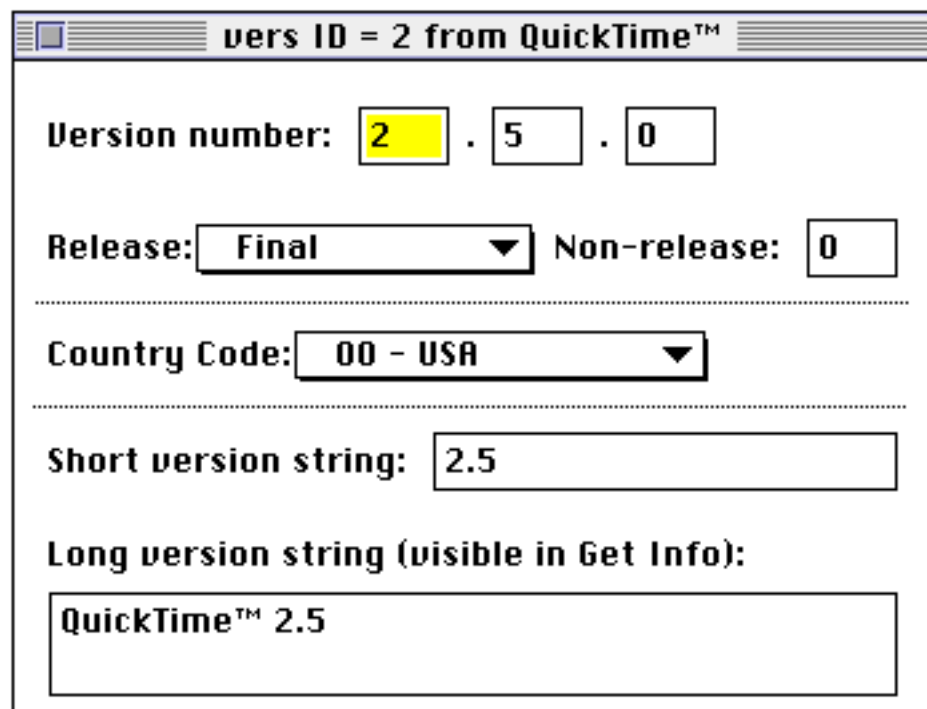 vers ID = 2 from QuickTime™
Version number: 2 . 5 . 0
Release: Final Non-release: 0
Country Code: 00 - USA
Short version string: 2.5
Long version string (visible in Get Info):
QuickTime™ 2.5